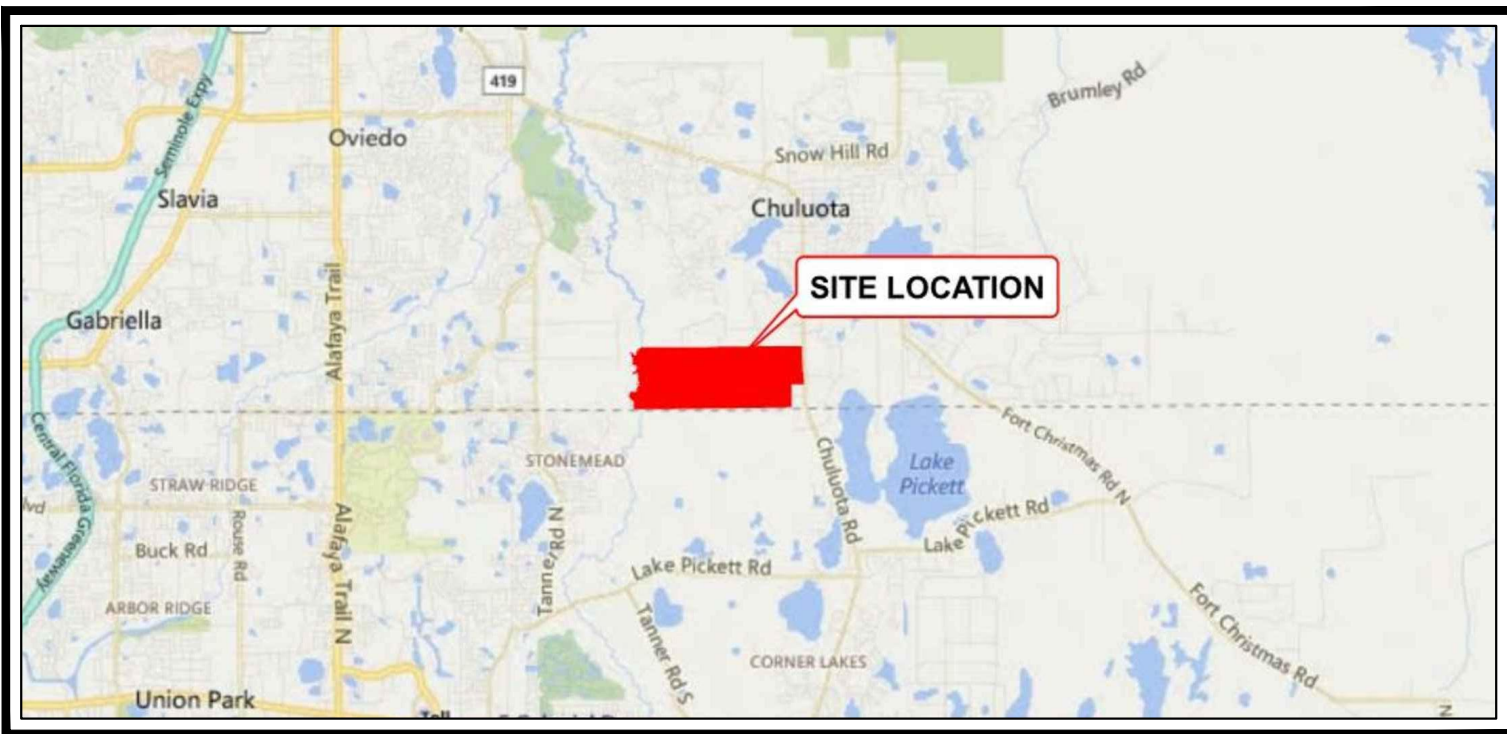 419
Brumley Rd
Seminole Expy
Oviedo
Snow Hill Rd
Slavia
Chuluota
SITE LOCATION
Alafaya Trail
Gabriella
Fort Christmas Rd N
Central Florida Greeneway
STONEMEAD
Chuluota Rd
Lake
Pickett
STRAW RIDGE
lvd
Rouse Rd
Alafaya Trail N
Tanner Rd N
Lake Pickett Rd
Buck Rd
Lake Pickett Rd
Fort Christmas Rd
ARBOR RIDGE
Tanner Rd S
CORNER LAKES
Union Park
N